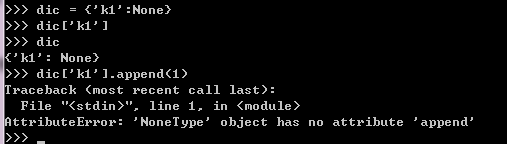 >>> dic = {'k1':None}
>>> dic['k1']
>>> dic
{'k1': None}
>>> dic['k1'].append(1)
Traceback (most recent call last):
  File "<stdin>", line 1, in <module>
AttributeError: 'NoneType' object has no attribute 'append'
>>> _